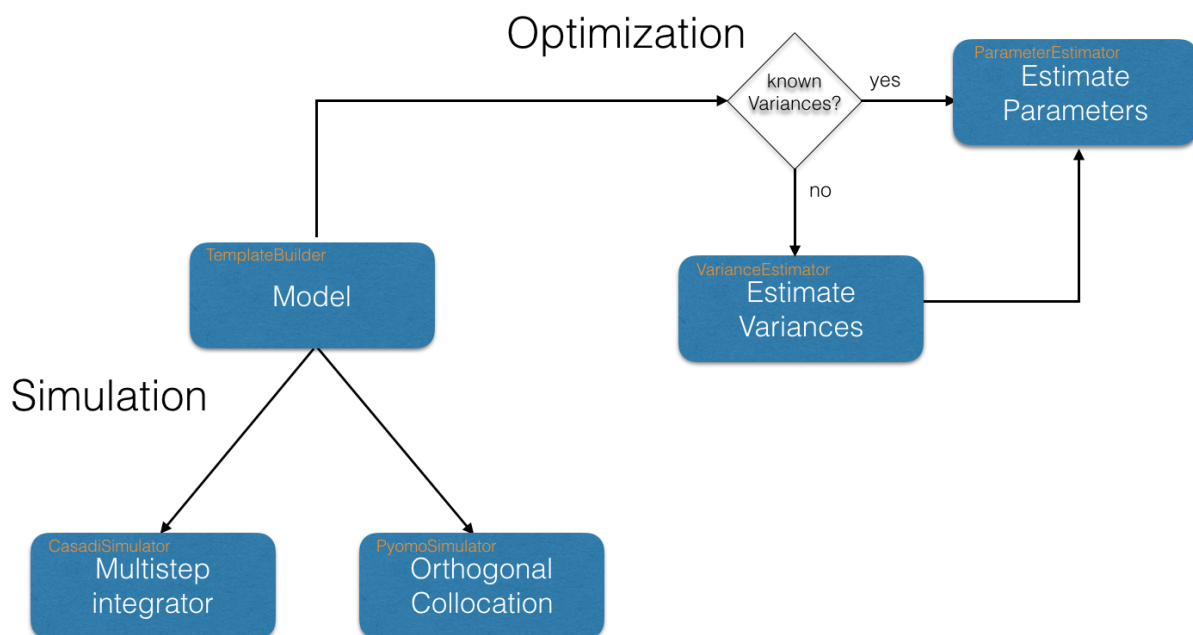 Optimization
known
Variances?
yes
no
ParameterEstimator
Estimate
Parameters
TemplateBuilder
Model
VarianceEstimator
Estimate
Variances
Simulation
CasadiSimulator
Multistep
integrator
PyomoSimulator
Orthogonal
Collocation